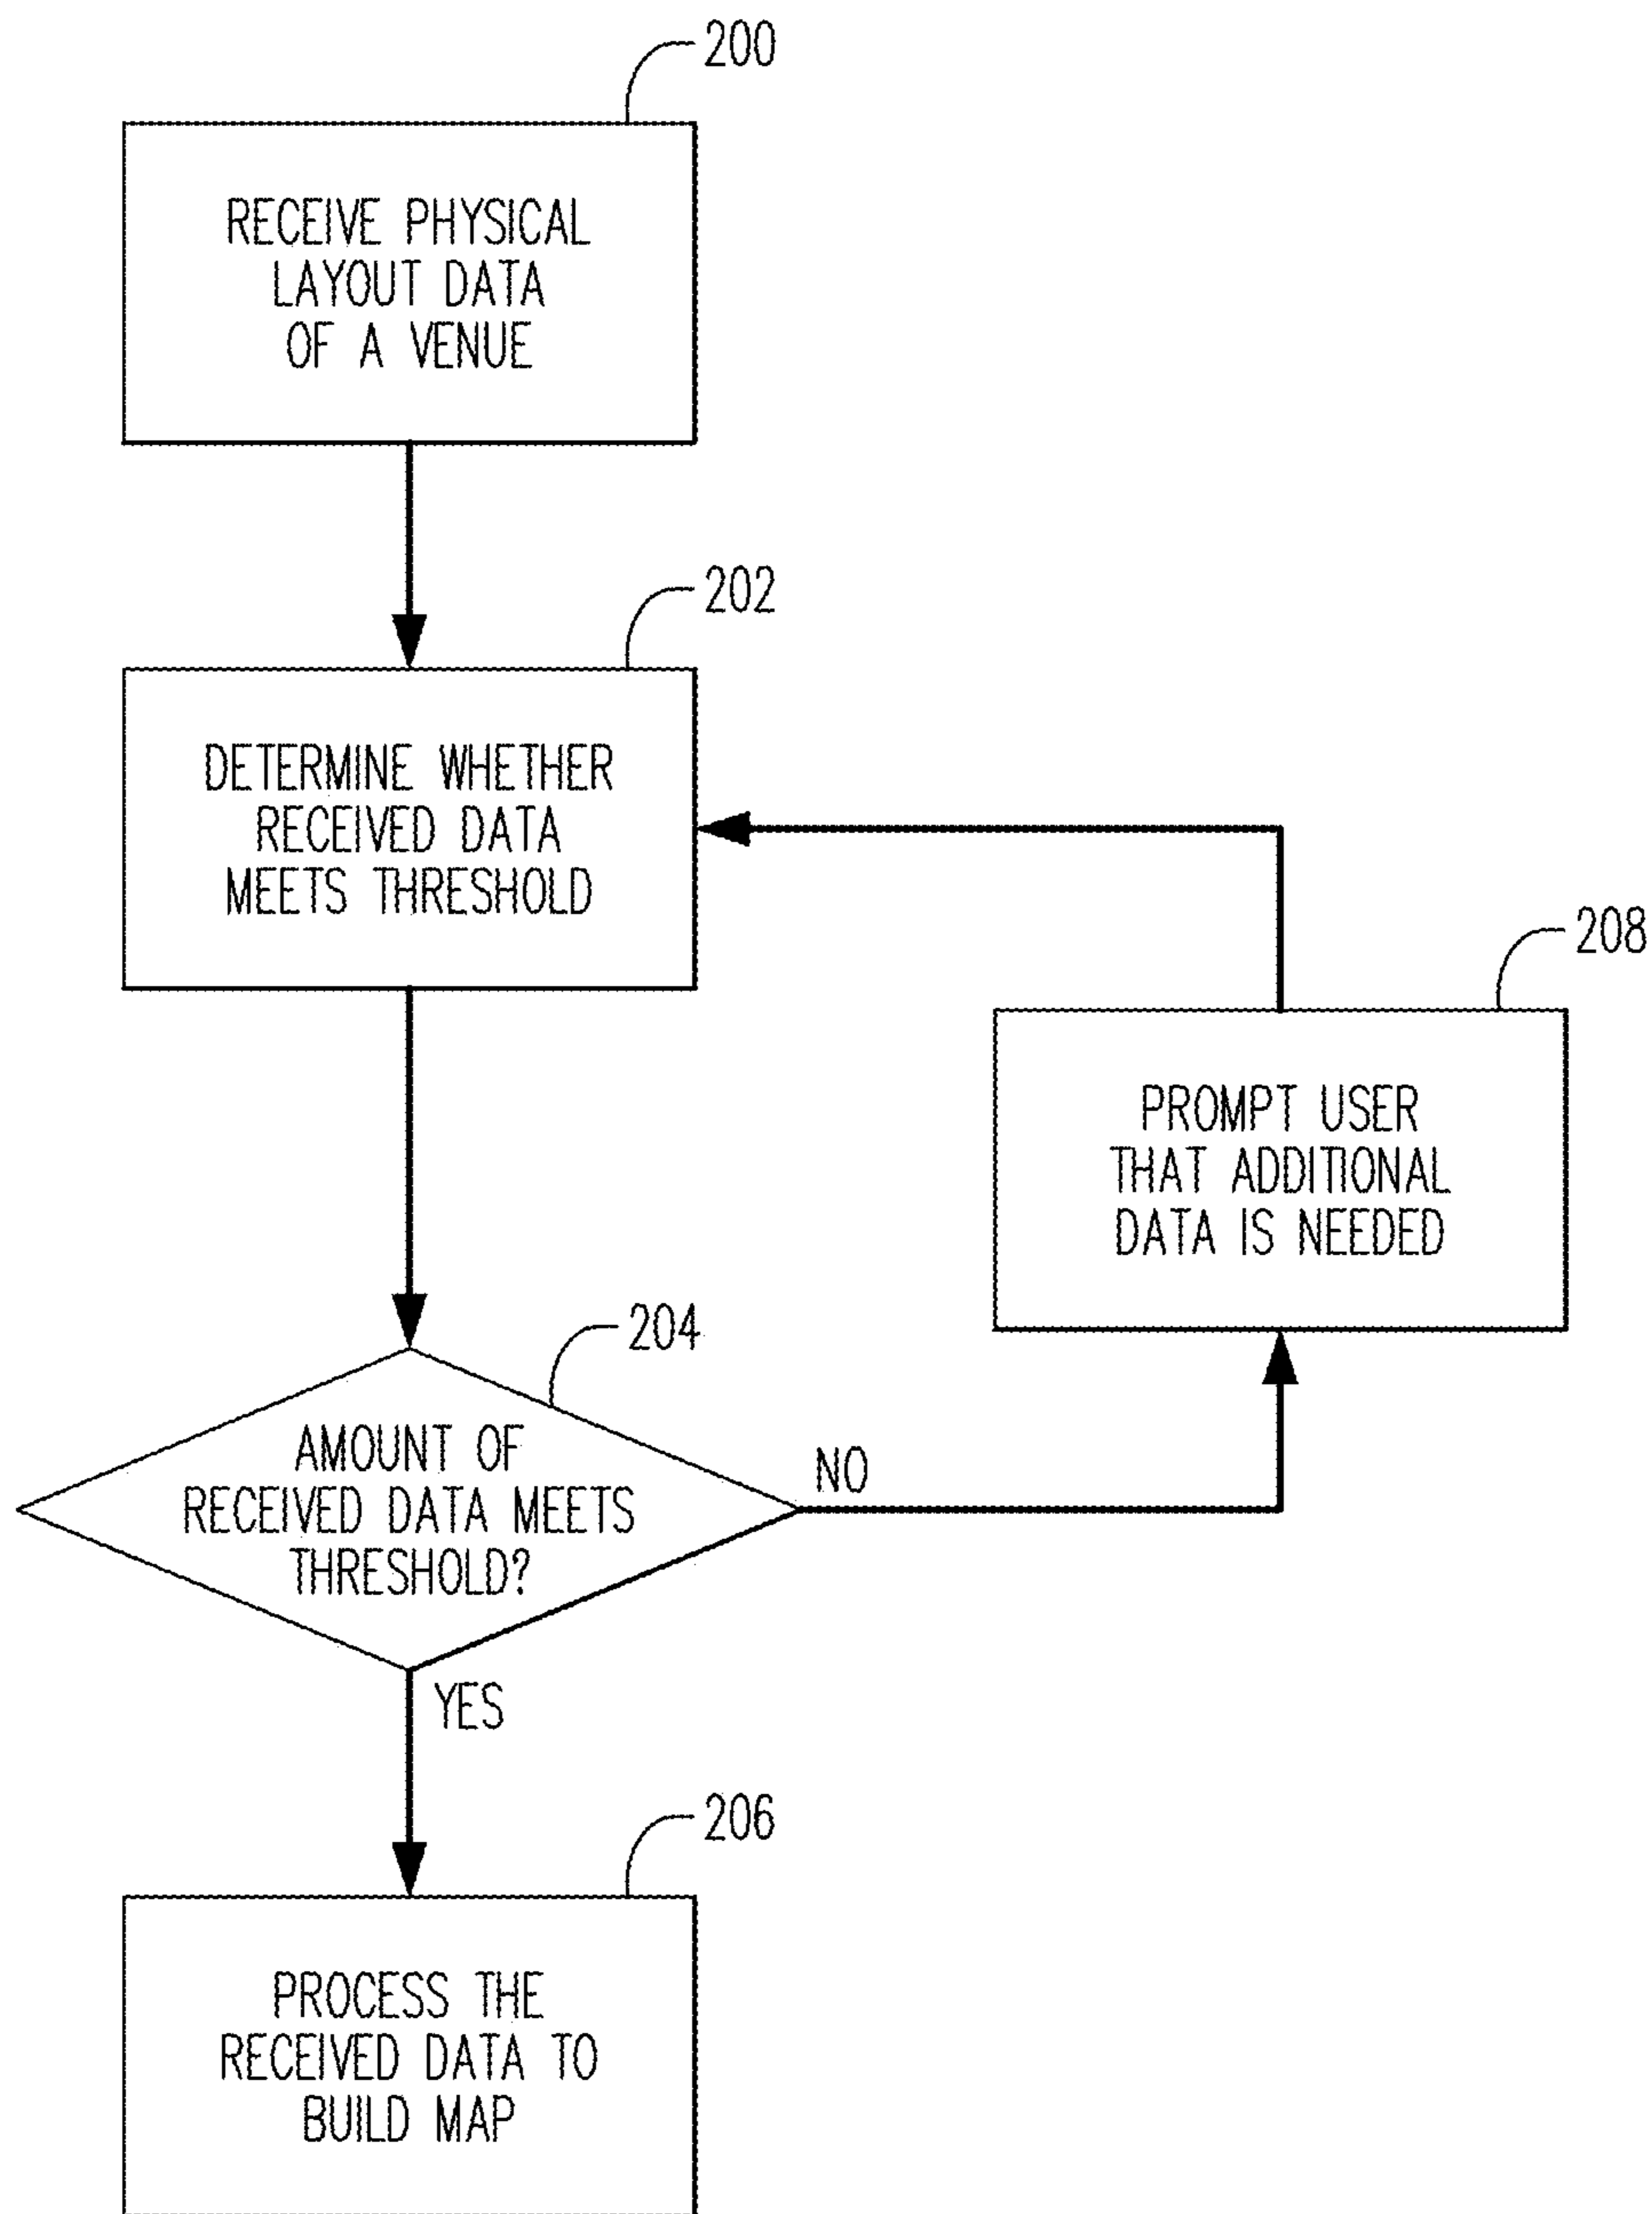 200
RECEIVE PHYSICAL
LAYOUT DATA
OF A VENUE
202
DETERMINE WHETHER
RECEIVED DATA
MEETS THRESHOLD
208
PROMPT USER
THAT ADDITIONAL
DATA IS NEEDED
204
AMOUNT OF
RECEIVED DATA MEETS
THRESHOLD?
NO
YES
206
PROCESS THE
RECEIVED DATA TO
BUILD MAP